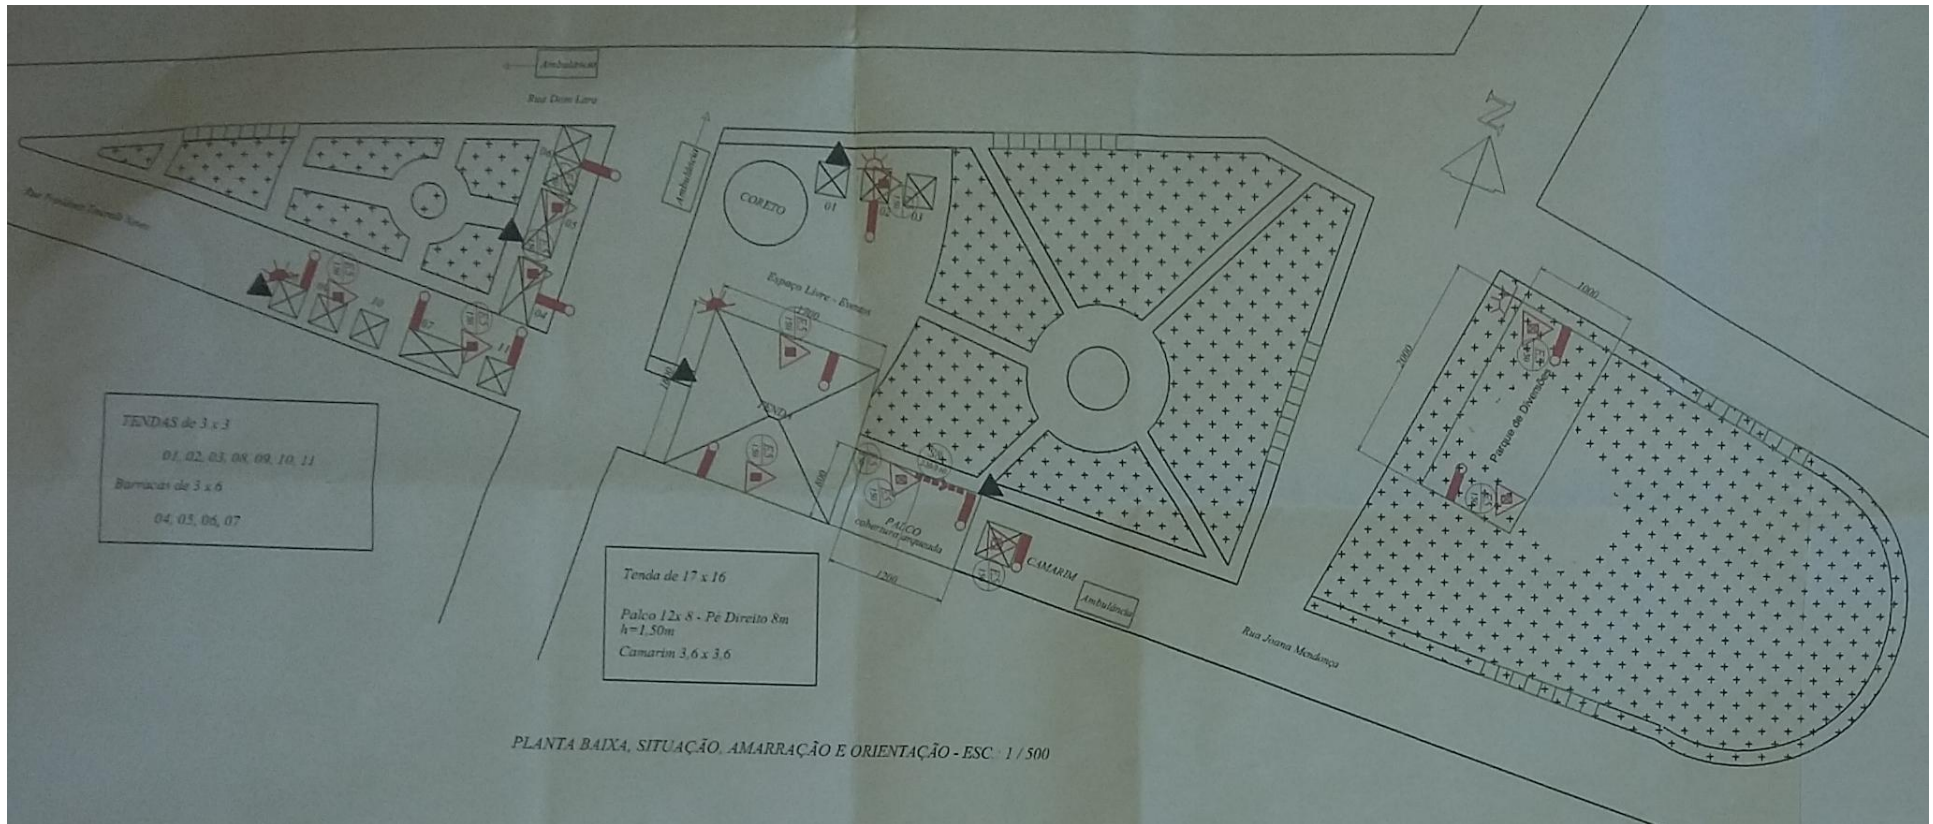 Ambulância
Rua Dom Lara
N
Ambulância
CORETO
01
02
03
06
05
04
Espaço Livre - Eventos
1000
2000
Parque de Diversões
10
07
11
TENDA
800
PALCO
cobertura arqueada
1200
CAMARIM
Ambulância
Rua Joana Mendonça
TENDAS de 3 x 3
01, 02, 03, 08, 09, 10, 11
Barracas de 3 x 6
04, 05, 06, 07
Tenda de 17 x 16
Palco 12x 8 - Pé Direito 8m
h=1,50m
Camarim 3,6 x 3,6
PLANTA BAIXA, SITUAÇÃO, AMARRAÇÃO E ORIENTAÇÃO - ESC. 1 / 500